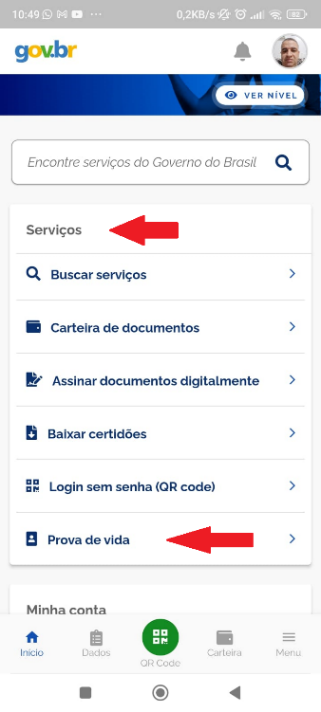 10:49
0,2KB/s
82
gov.br
VER NÍVEL
Encontre serviços do Governo do Brasil
Serviços
Buscar serviços
Carteira de documentos
Assinar documentos digitalmente
Baixar certidões
Login sem senha (QR code)
Prova de vida
Minha conta
Início
Dados
QR Code
Carteira
Menu